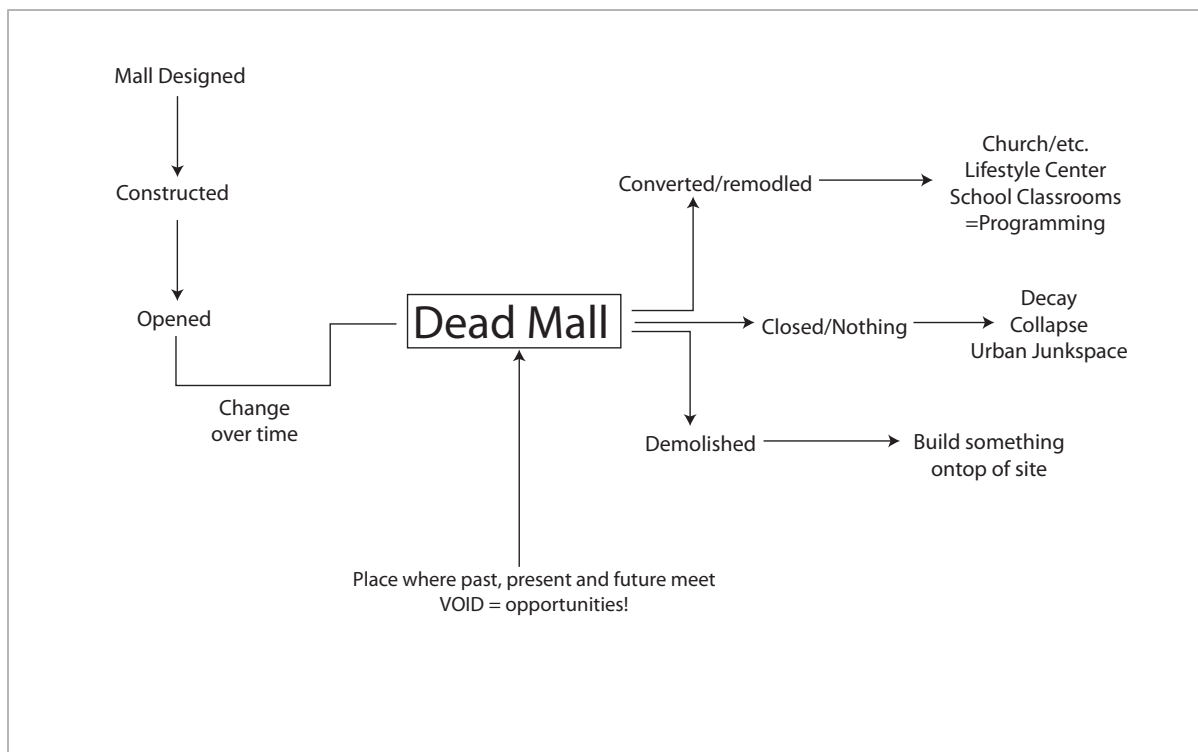 Mall Designed
Constructed
Opened
Change
over time
Dead Mall
Place where past, present and future meet
VOID = opportunities!
Converted/remodled
Church/etc.
Lifestyle Center
School Classrooms
=Programming
Closed/Nothing
Decay
Collapse
Urban Junkspace
Demolished
Build something
ontop of site